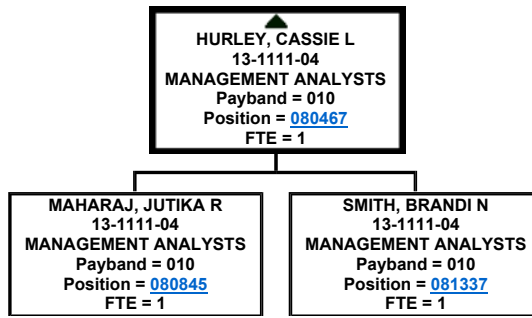 HURLEY, CASSIE L
13-1111-04
MANAGEMENT ANALYSTS
Payband = 010
Position = 080467
FTE = 1
MAHARAJ, JUTIKA R
13-1111-04
MANAGEMENT ANALYSTS
Payband = 010
Position = 080845
FTE = 1
SMITH, BRANDI N
13-1111-04
MANAGEMENT ANALYSTS
Payband = 010
Position = 081337
FTE = 1